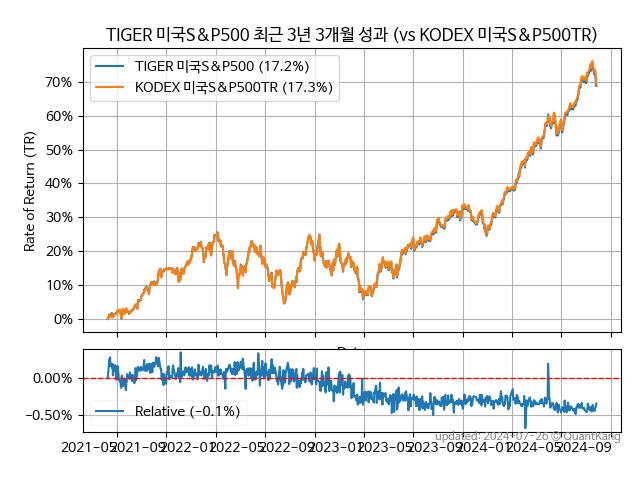 TIGER 미국S&P500 최근 3년 3개월 성과 (vs KODEX 미국S&P500TR)
TIGER 미국S&P500 (17.2%)
KODEX 미국S&P500TR (17.3%)
Rate of Return (TR)
70%
60%
50%
40%
30%
20%
10%
0%
0.00%
−0.50%
Relative (−0.1%)
updated: 2024-07-26 © QuantKang
2021-05 2021-09 2022-01 2022-05 2022-09 2023-01 2023-05 2023-09 2024-01 2024-05 2024-09